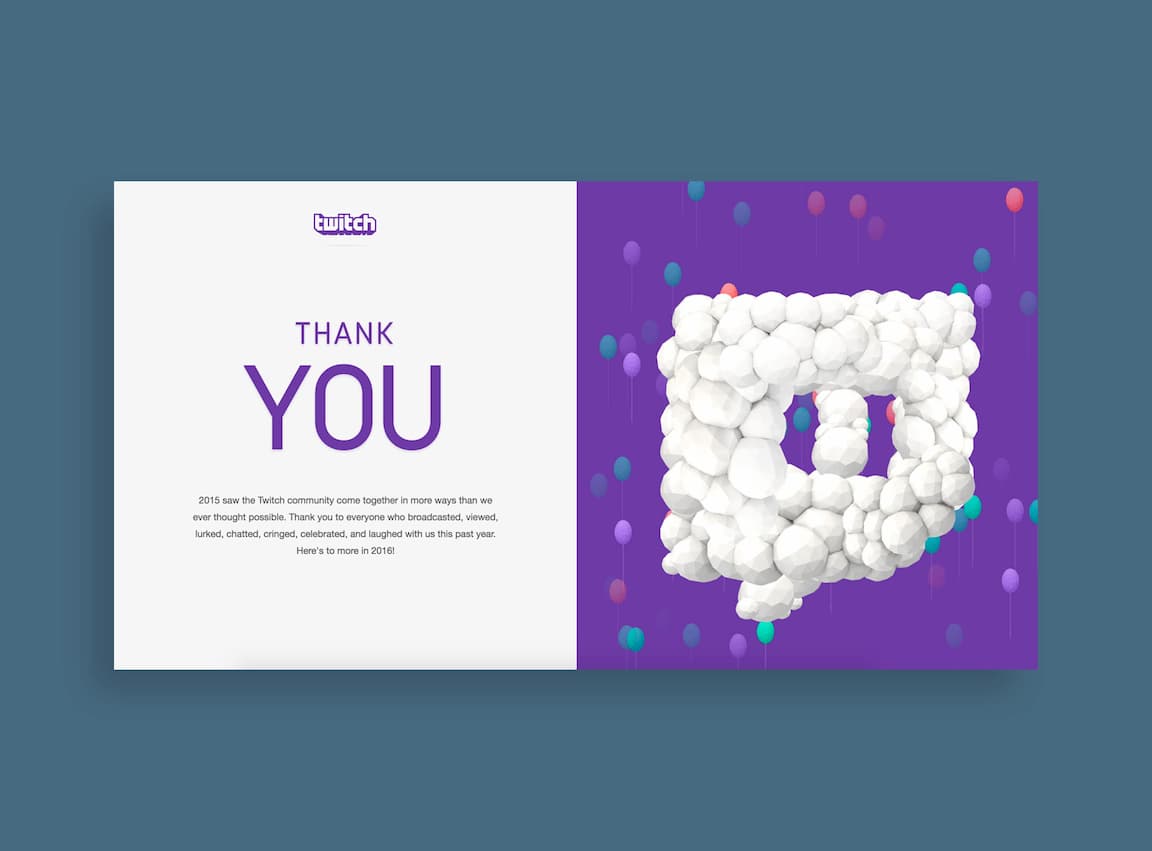 twitch
THANK
YOU
2015 saw the Twitch community come together in more ways than we
ever thought possible. Thank you to everyone who broadcasted, viewed,
lurked, chatted, cringed, celebrated, and laughed with us this past year.
Here's to more in 2016!